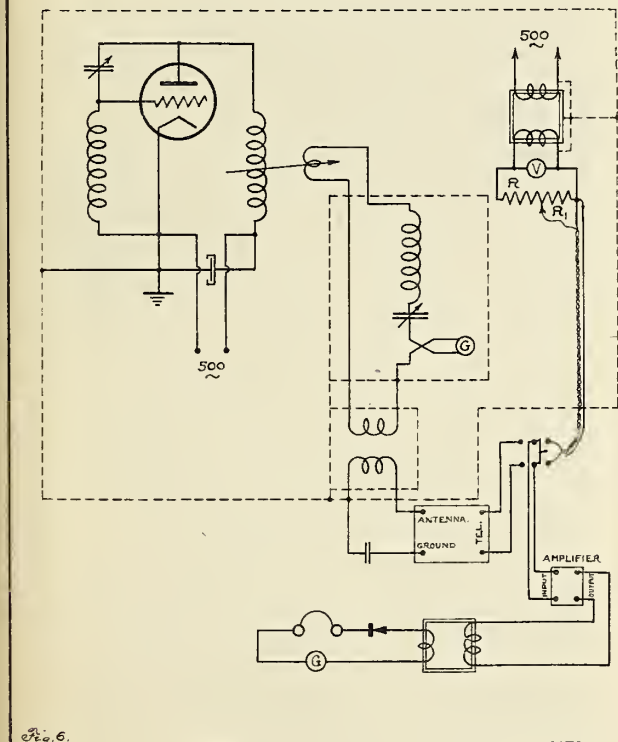 500
~
V
R
R1
G
500
~
ANTENNA.
GROUND
TEL.
AMPLIFIER
INPUT
OUTPUT
G
Fig. 6.